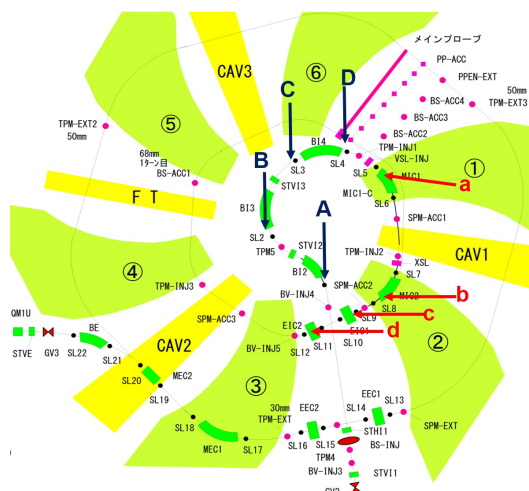 メインプローブ
PP-ACC
PPEN-EXT
50mm
TPM-EXT3
BS-ACC4
BS-ACC3
BS-ACC2
TPM-INJ1
VSL-INJ
CAV3
⑥
C
D
⑤
TPM-EXT2
50mm
68mm
1ターン目
BS-ACC1
SL3
BI4
SL4
SL5
MIC1
①
a
MIC1-C
SL6
STVI3
B
BI3
F T
A
SPM-ACC1
SL2
TPM5
STVI2
BI2
TPM-INJ2
CAV1
XSL
SL7
④
TPM-INJ3
SPM-ACC2
BV-INJ4
MIC2
b
SL8
QM1U
BE
SPM-ACC3
EIC2
d
SL9
c
EIC1
SL10
②
STVE
GV3
SL22
SL21
CAV2
BV-INJ5
SL12
SL11
SL20
MEC2
SL19
③
30mm
TPM-EXT
EEC2
EEC1
SL13
SL14
STHI1
SPM-EXT
SL18
MEC1
SL17
SL16
SL15
BS-INJ
TPM4
BV-INJ3
STVI1